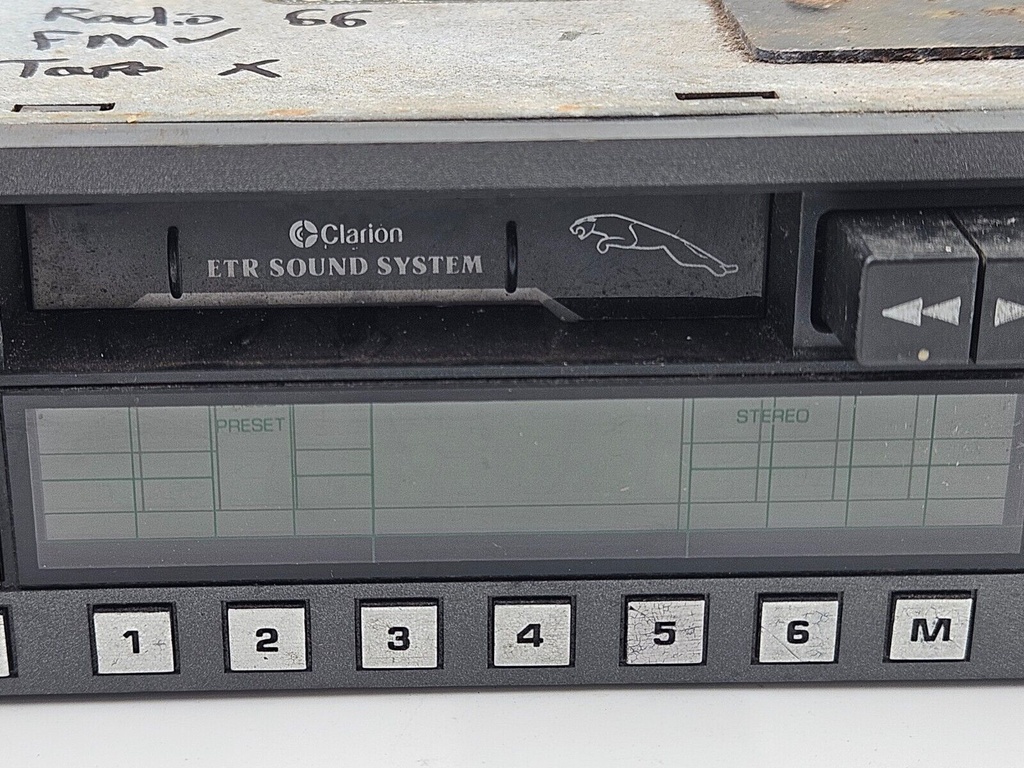 Radio 66
FM ✓
Tape X
Clarion
ETR SOUND SYSTEM
PRESET
STEREO
1 2 3 4 5 6 M